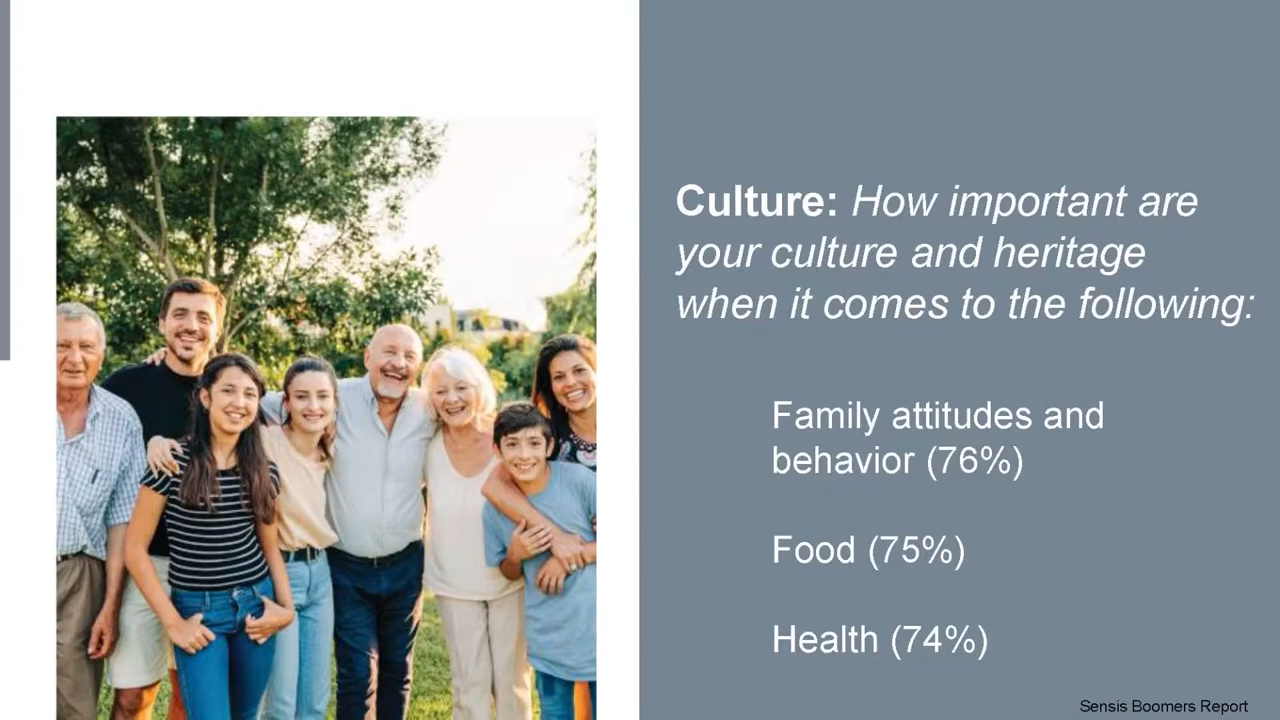 Culture: How important are
your culture and heritage
when it comes to the following:
Family attitudes and
behavior (76%)
Food (75%)
Health (74%)
Sensis Boomers Report